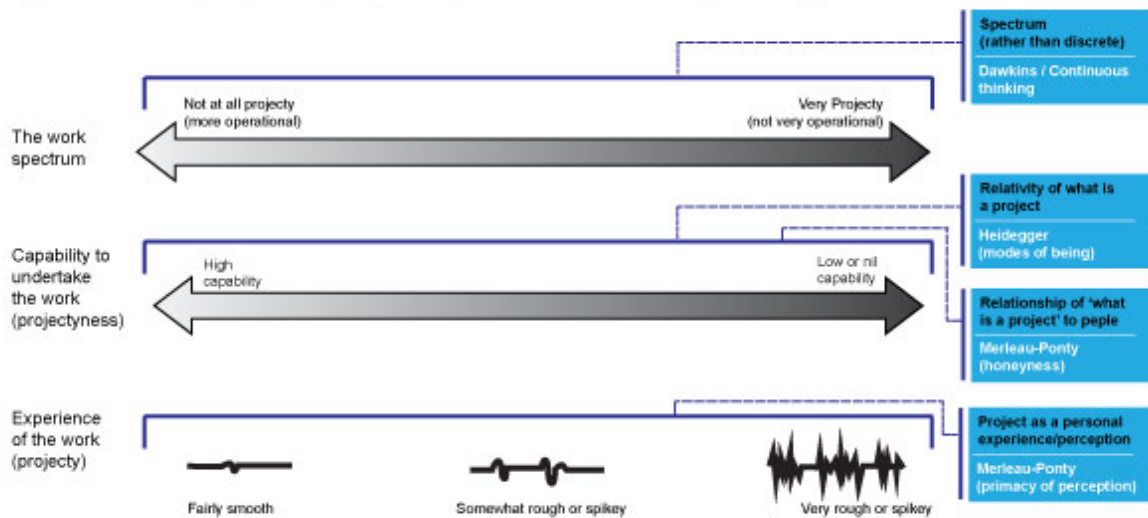 Spectrum
(rather than discrete)
Dawkins / Continuous
thinking
Not at all projecty
(more operational)
Very Projecty
(not very operational)
The work
spectrum
Relativity of what is
a project
Heidegger
(modes of being)
Capability to
undertake
the work
(projectyness)
High
capability
Low or nil
capability
Relationship of 'what
is a project' to peple
Merleau-Ponty
(honeyness)
Experience
of the work
(projecty)
Project as a personal
experience/perception
Merleau-Ponty
(primacy of perception)
Fairly smooth
Somewhat rough or spikey
Very rough or spikey